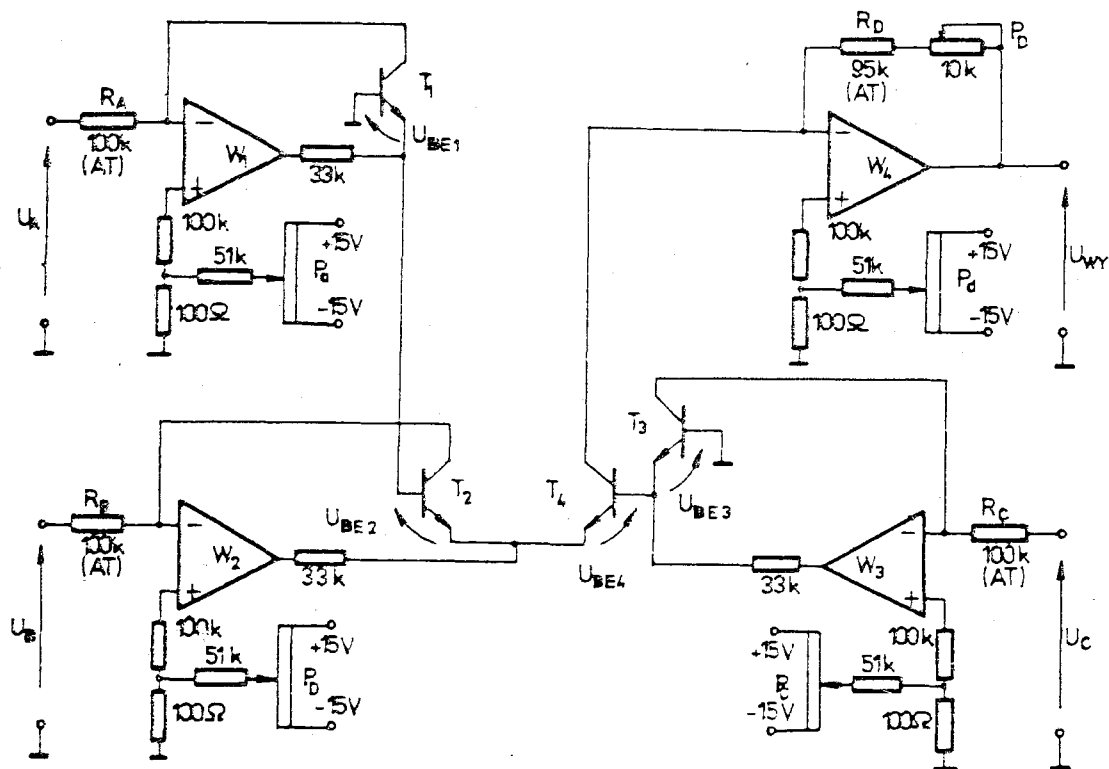 R_D
P_D
95k
(AT)
10k
T_1
R_A
100k
(AT)
W_1
33k
U_BE1
U_A
100k
51k
P_a
+15V
-15V
100Ω
W_4
100k
51k
P_d
+15V
-15V
100Ω
U_WY
T_3
T_2
T_4
U_BE3
U_BE2
U_BE4
R_B
100k
(AT)
W_2
33k
R_C
100k
(AT)
W_3
33k
U_B
100k
51k
P_D
+15V
-15V
100Ω
+15V
-15V
51k
100k
100Ω
U_C